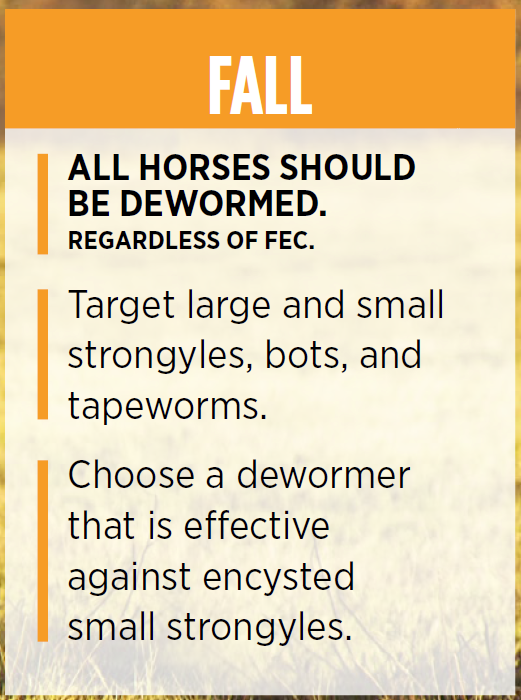 FALL
ALL HORSES SHOULD
BE DEWORMED.
REGARDLESS OF FEC.
Target large and small
strongyles, bots, and
tapeworms.
Choose a dewormer
that is effective
against encysted
small strongyles.